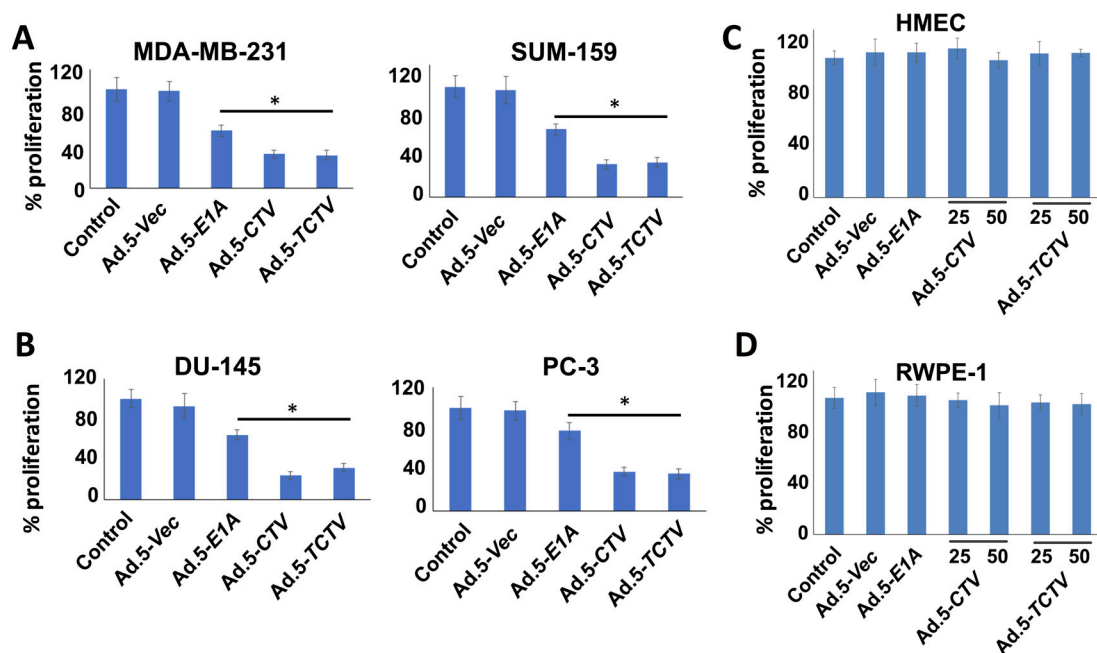 A
MDA-MB-231
% proliferation
120
80
40
0
*
Control
Ad.5-Vec
Ad.5-E1A
Ad.5-CTV
Ad.5-TCTV
SUM-159
120
80
40
0
*
Control
Ad.5-Vec
Ad.5-E1A
Ad.5-CTV
Ad.5-TCTV
B
DU-145
% proliferation
120
80
40
0
*
Control
Ad.5-Vec
Ad.5-E1A
Ad.5-CTV
Ad.5-TCTV
PC-3
120
80
40
0
*
Control
Ad.5-Vec
Ad.5-E1A
Ad.5-CTV
Ad.5-TCTV
C
HMEC
% proliferation
120
80
40
0
Control
Ad.5-Vec
Ad.5-E1A
25 50 25 50
Ad.5-CTV
Ad.5-TCTV
D
RWPE-1
% proliferation
120
80
40
0
Control
Ad.5-Vec
Ad.5-E1A
25 50 25 50
Ad.5-CTV
Ad.5-TCTV